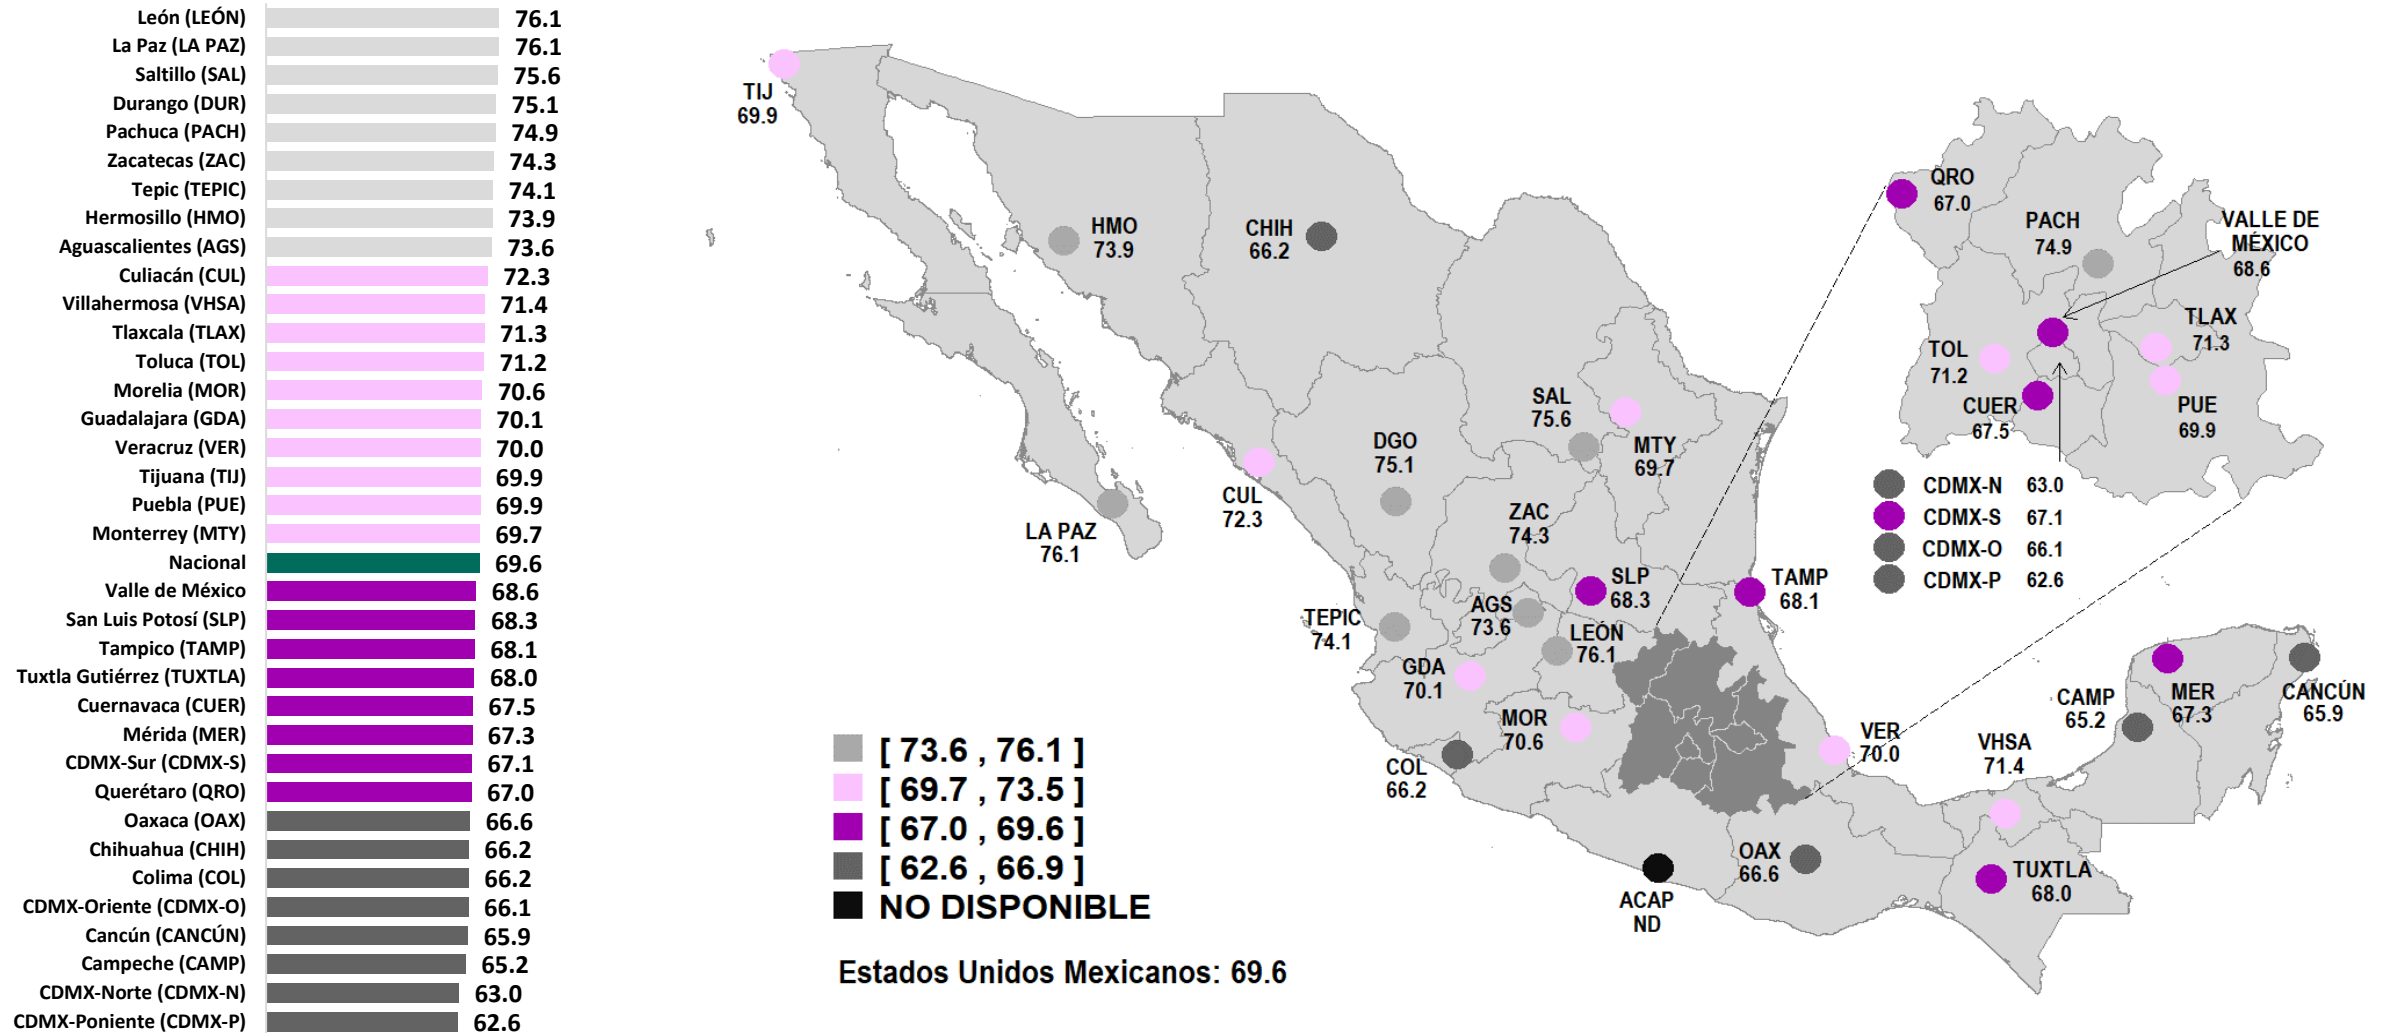 León (LEÓN) 76.1
La Paz (LA PAZ) 76.1
Saltillo (SAL) 75.6
Durango (DUR) 75.1
Pachuca (PACH) 74.9
Zacatecas (ZAC) 74.3
Tepic (TEPIC) 74.1
Hermosillo (HMO) 73.9
Aguascalientes (AGS) 73.6
Culiacán (CUL) 72.3
Villahermosa (VHSA) 71.4
Tlaxcala (TLAX) 71.3
Toluca (TOL) 71.2
Morelia (MOR) 70.6
Guadalajara (GDA) 70.1
Veracruz (VER) 70.0
Tijuana (TIJ) 69.9
Puebla (PUE) 69.9
Monterrey (MTY) 69.7
Nacional 69.6
Valle de México 68.6
San Luis Potosí (SLP) 68.3
Tampico (TAMP) 68.1
Tuxtla Gutiérrez (TUXTLA) 68.0
Cuernavaca (CUER) 67.5
Mérida (MER) 67.3
CDMX-Sur (CDMX-S) 67.1
Querétaro (QRO) 67.0
Oaxaca (OAX) 66.6
Chihuahua (CHIH) 66.2
Colima (COL) 66.2
CDMX-Oriente (CDMX-O) 66.1
Cancún (CANCÚN) 65.9
Campeche (CAMP) 65.2
CDMX-Norte (CDMX-N) 63.0
CDMX-Poniente (CDMX-P) 62.6
TIJ
69.9
HMO
73.9
CHIH
66.2
LA PAZ
76.1
CUL
72.3
DGO
75.1
SAL
75.6
MTY
69.7
ZAC
74.3
SLP
68.3
TAMP
68.1
TEPIC
74.1
AGS
73.6
LEÓN
76.1
GDA
70.1
MOR
70.6
COL
66.2
ACAP
ND
OAX
66.6
VER
70.0
VHSA
71.4
TUXTLA
68.0
CAMP
65.2
MER
67.3
CANCÚN
65.9
QRO
67.0
PACH
74.9
VALLE DE
MÉXICO
68.6
TLAX
71.3
TOL
71.2
CUER
67.5
PUE
69.9
CDMX-N 63.0
CDMX-S 67.1
CDMX-O 66.1
CDMX-P 62.6
[ 73.6 , 76.1 ]
[ 69.7 , 73.5 ]
[ 67.0 , 69.6 ]
[ 62.6 , 66.9 ]
NO DISPONIBLE
Estados Unidos Mexicanos: 69.6